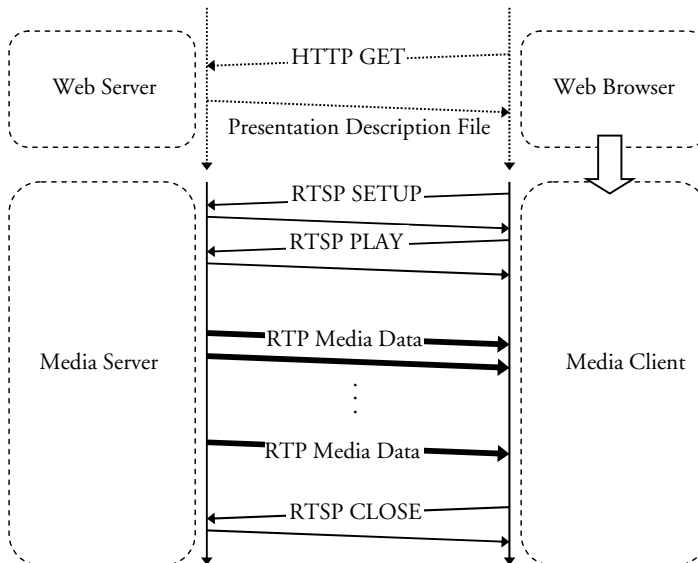 HTTP GET
Web Server
Web Browser
Presentation Description File
RTSP SETUP
RTSP PLAY
RTP Media Data
Media Server
Media Client
RTP Media Data
RTSP CLOSE